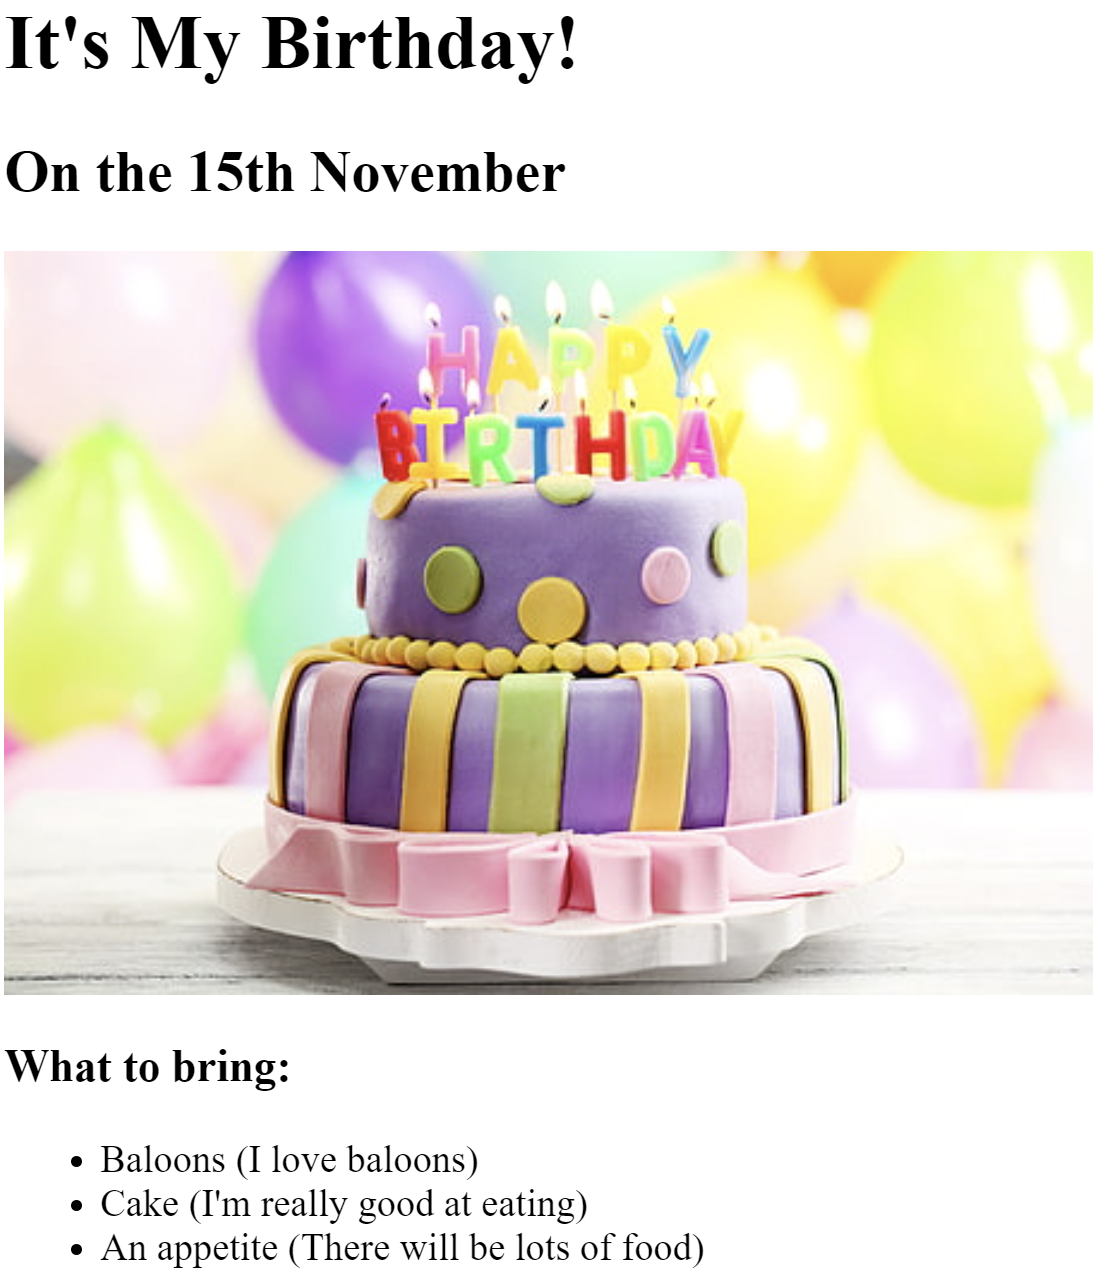 It's My Birthday!
On the 15th November
HAPPY
BIRTHDAY
What to bring:
Baloons (I love baloons)
Cake (I'm really good at eating)
An appetite (There will be lots of food)